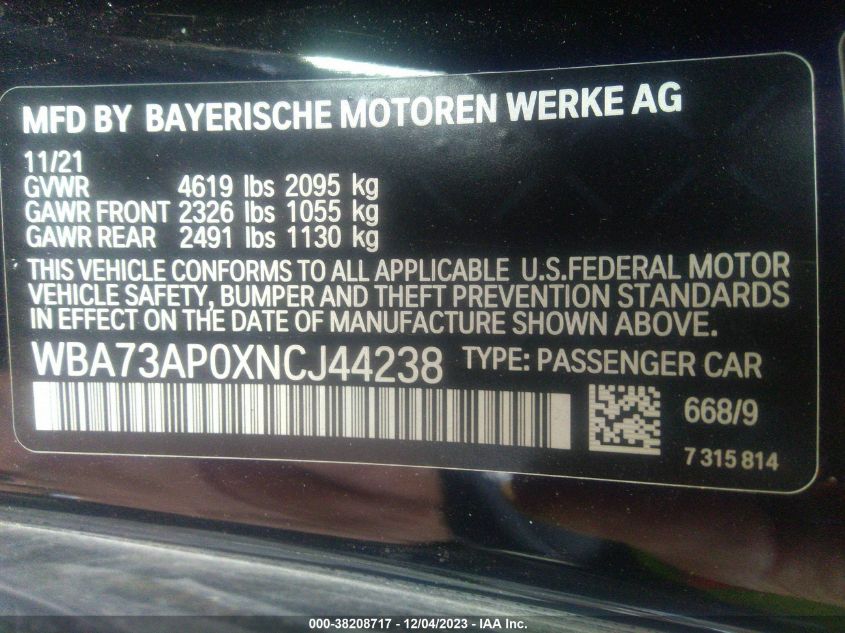 MFD BY BAYERISCHE MOTOREN WERKE AG
11/21
GVWR 4619 lbs 2095 kg
GAWR FRONT 2326 lbs 1055 kg
GAWR REAR 2491 lbs 1130 kg
THIS VEHICLE CONFORMS TO ALL APPLICABLE U.S.FEDERAL MOTOR
VEHICLE SAFETY, BUMPER AND THEFT PREVENTION STANDARDS
IN EFFECT ON THE DATE OF MANUFACTURE SHOWN ABOVE.
WBA73AP0XNCJ44238 TYPE: PASSENGER CAR
668/9
7 315 814
000-38208717 - 12/04/2023 - IAA Inc.